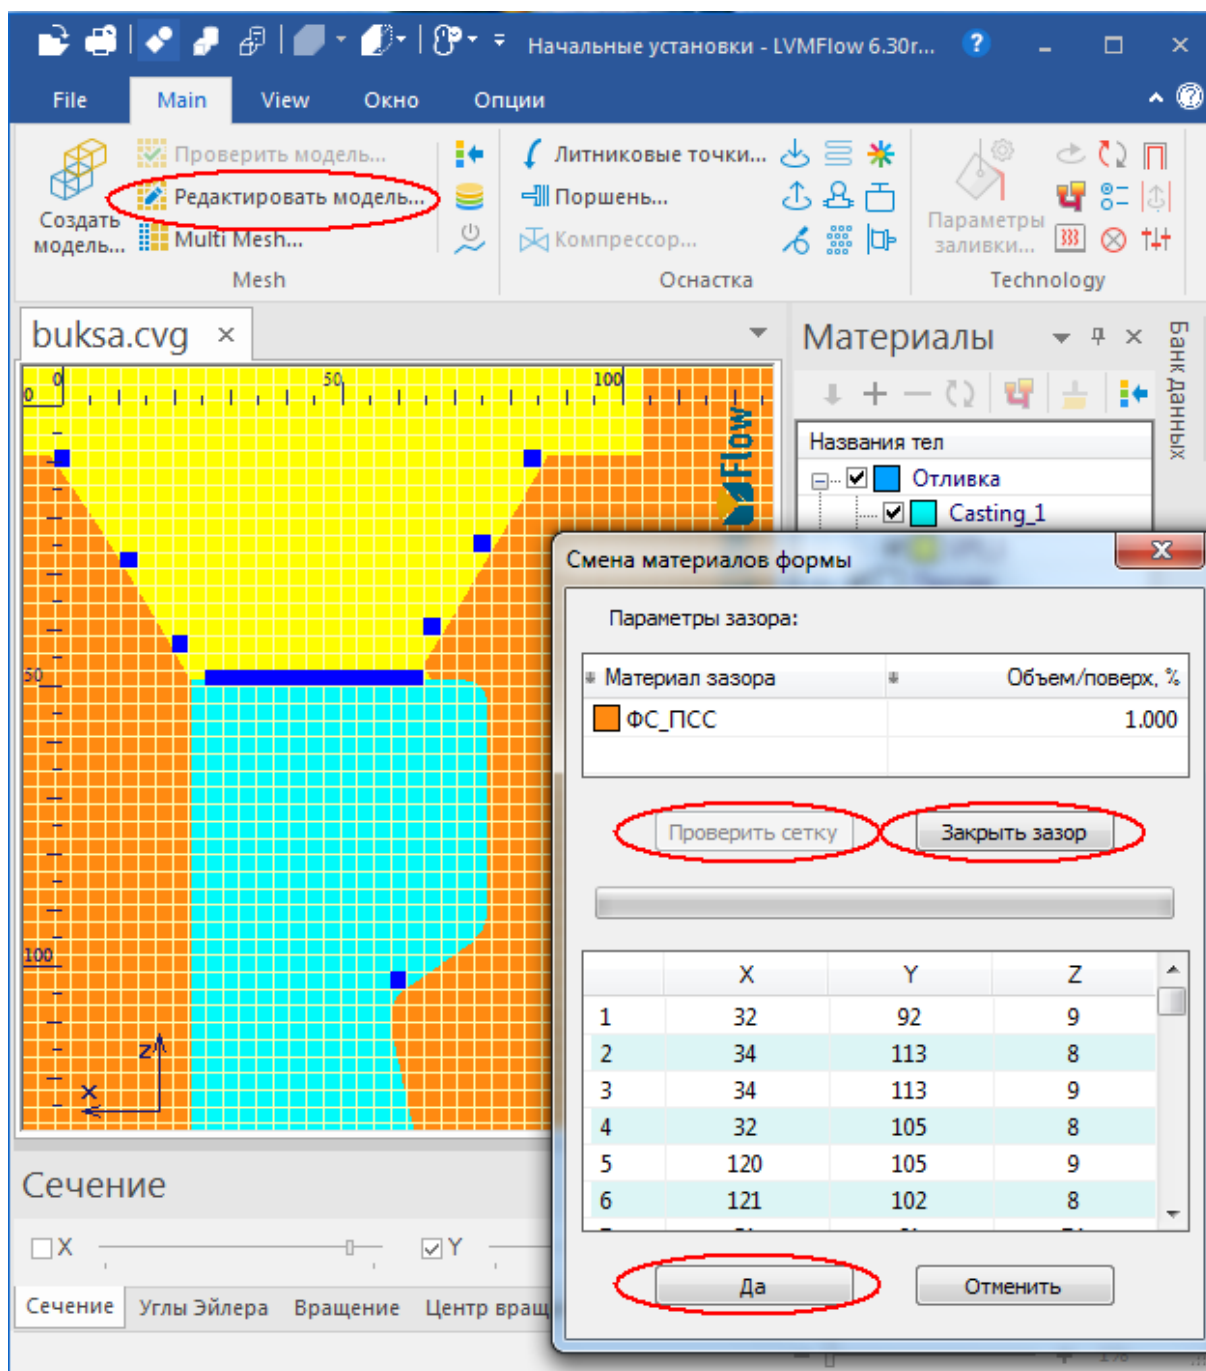 Начальные установки - LVMFlow 6.30r...
File Main View Окно Опции
Создать модель...
Проверить модель...
Редактировать модель...
Multi Mesh...
Mesh
Литниковые точки...
Поршень...
Компрессор...
Оснастка
Параметры заливки...
Technology
buksa.cvg
0 50 100
0
50
100
Flow
Z
X
Материалы
Банк данных
Названия тел
Отливка
Casting_1
Смена материалов формы
Параметры зазора:
Материал зазора Объем/поверх, %
ФС_ПСС 1.000
Проверить сетку Закрыть зазор
X Y Z
1 32 92 9
2 34 113 8
3 34 113 9
4 32 105 8
5 120 105 9
6 121 102 8
Да Отменить
Сечение
X Y
Сечение Углы Эйлера Вращение Центр вращ